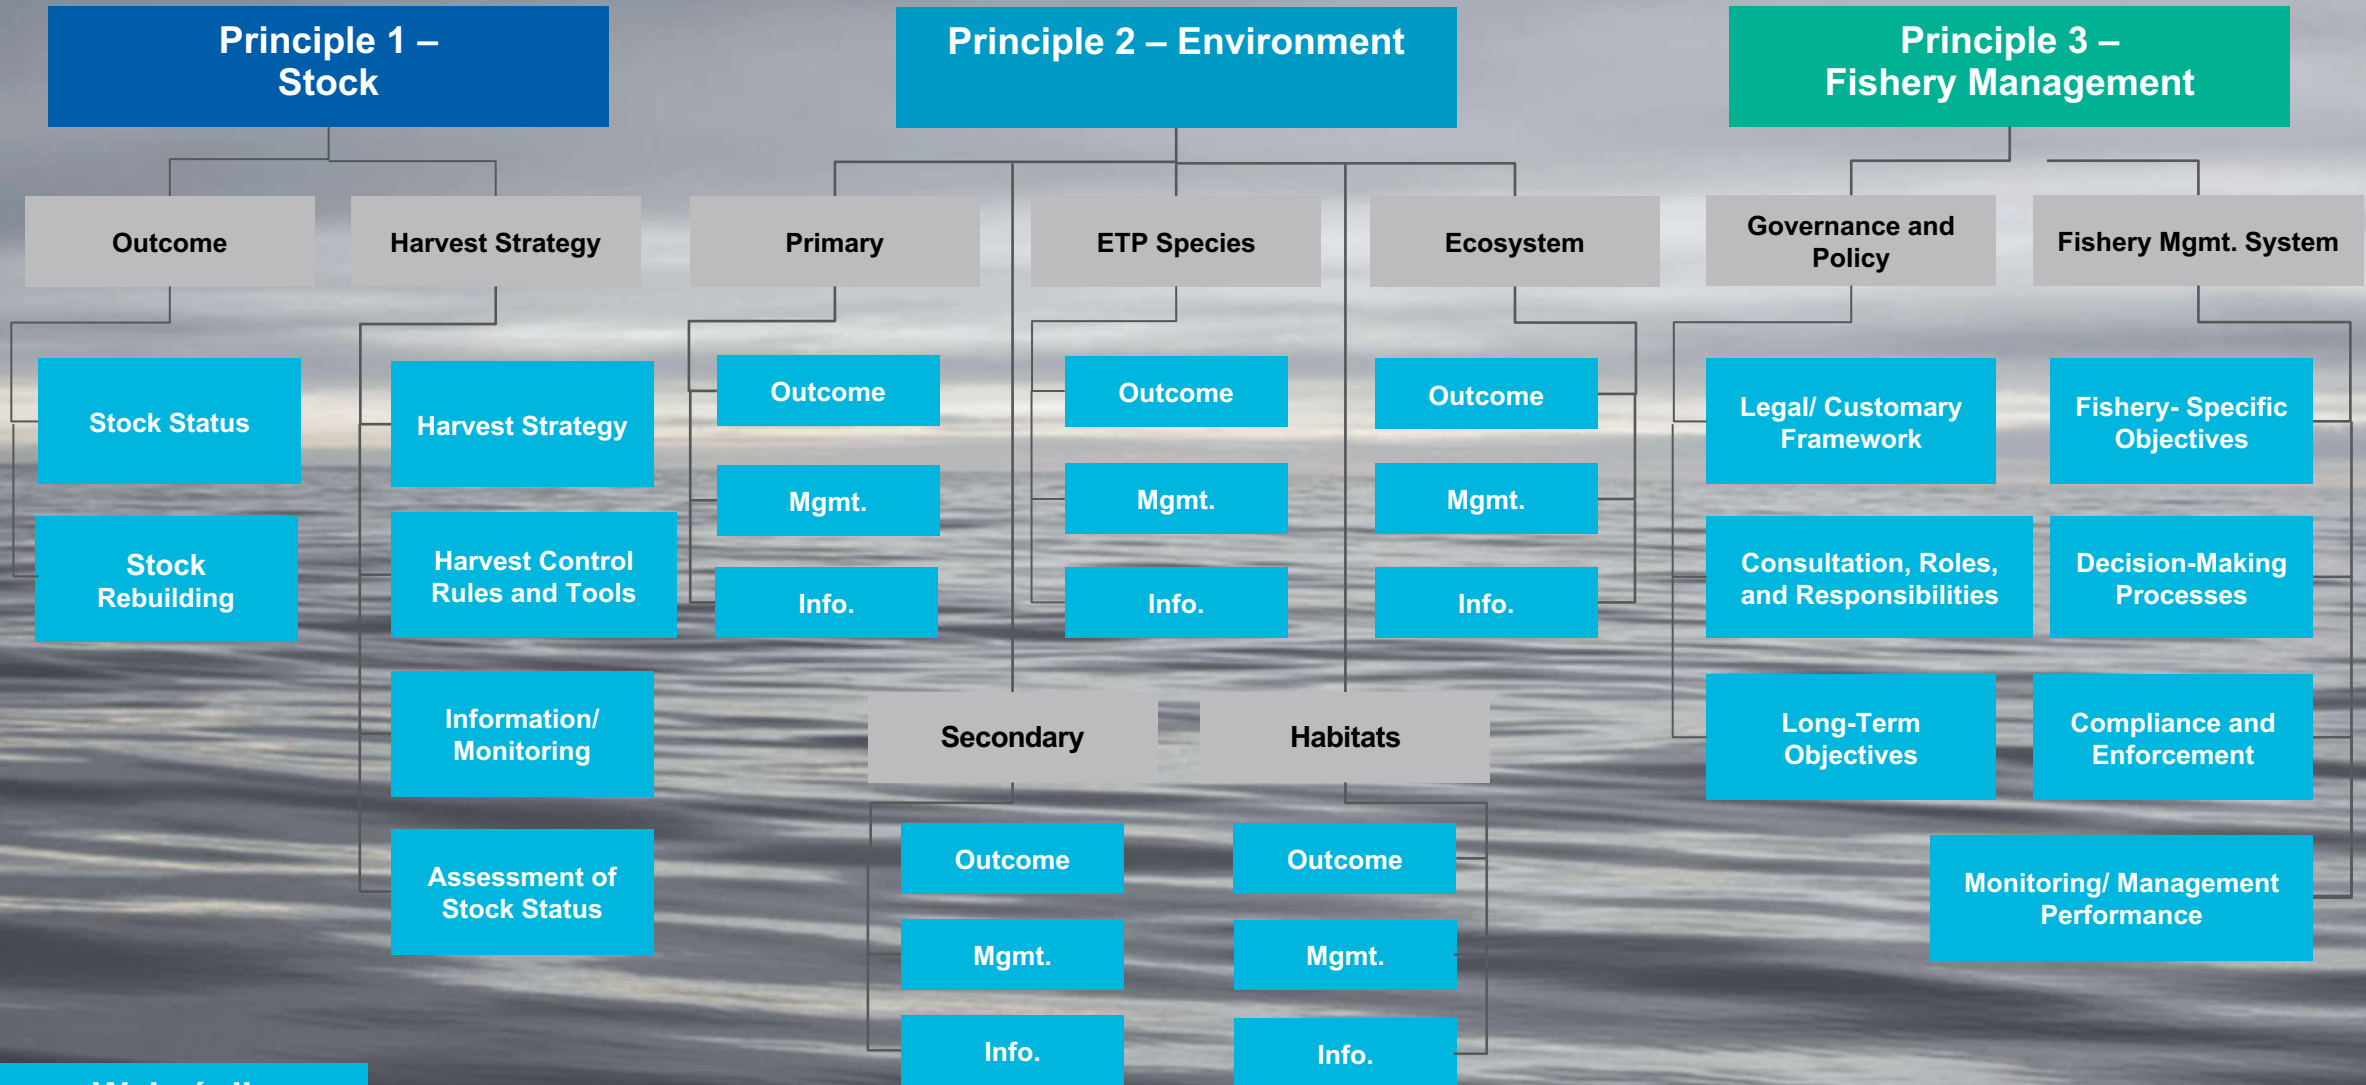 Principle 1 –
Stock
Principle 2 – Environment
Principle 3 –
Fishery Management
Outcome
Harvest Strategy
Primary
ETP Species
Ecosystem
Governance and
Policy
Fishery Mgmt. System
Stock Status
Stock
Rebuilding
Harvest Strategy
Harvest Control
Rules and Tools
Information/
Monitoring
Assessment of
Stock Status
Outcome
Mgmt.
Info.
Outcome
Mgmt.
Info.
Outcome
Mgmt.
Info.
Secondary
Outcome
Mgmt.
Info.
Habitats
Outcome
Mgmt.
Info.
Legal/ Customary
Framework
Consultation, Roles,
and Responsibilities
Long-Term
Objectives
Fishery- Specific
Objectives
Decision-Making
Processes
Compliance and
Enforcement
Monitoring/ Management
Performance